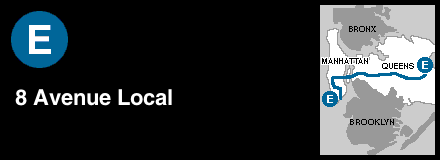 E
8 Avenue Local
BRONX
MANHATTAN
QUEENS E
E
BROOKLYN